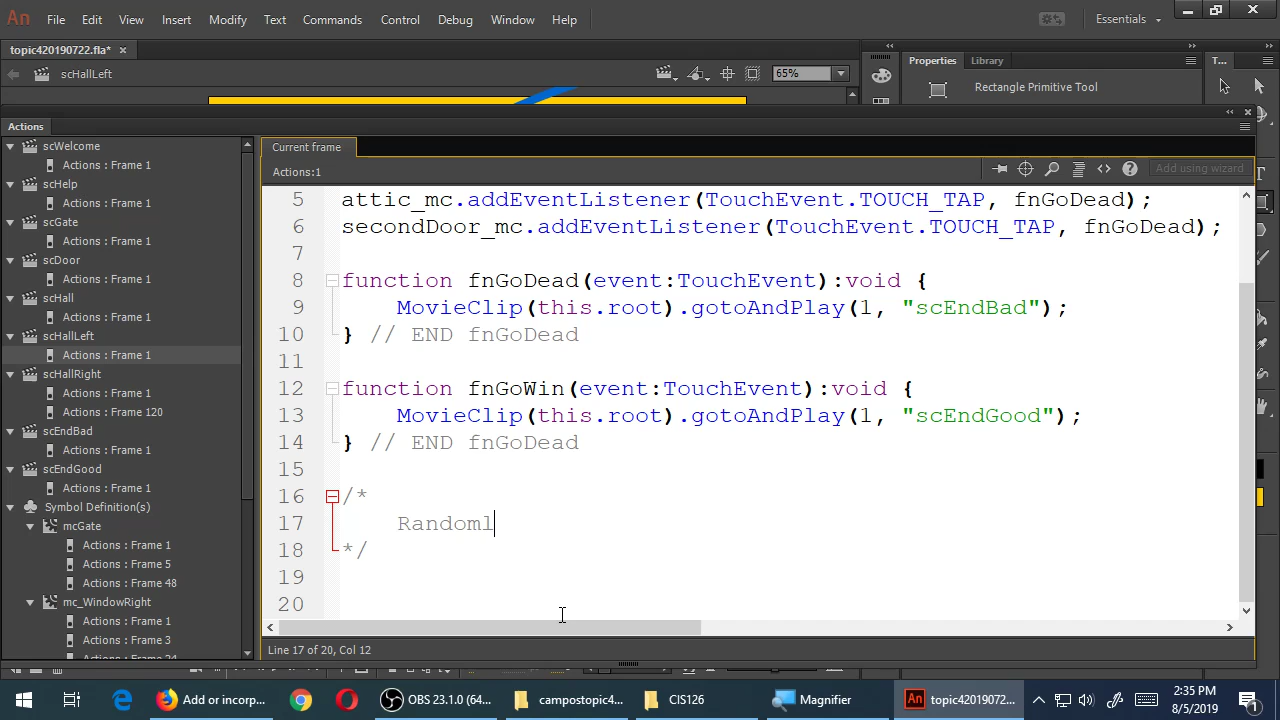 An
File
Edit
View
Insert
Modify
Text
Commands
Control
Debug
Window
Help
Essentials
topic420190722.fla*
scHallLeft
65%
Properties
Library
T...
Rectangle Primitive Tool
Actions
scWelcome
Actions : Frame 1
scHelp
Actions : Frame 1
scGate
Actions : Frame 1
scDoor
Actions : Frame 1
scHall
Actions : Frame 1
scHallLeft
Actions : Frame 1
scHallRight
Actions : Frame 1
Actions : Frame 120
scEndBad
Actions : Frame 1
scEndGood
Actions : Frame 1
Symbol Definition(s)
mcGate
Actions : Frame 1
Actions : Frame 5
Actions : Frame 48
mc_WindowRight
Actions : Frame 1
Actions : Frame 3
Current frame
Actions:1
Add using wizard
5 attic_mc.addEventListener(TouchEvent.TOUCH_TAP, fnGoDead);
6 secondDoor_mc.addEventListener(TouchEvent.TOUCH_TAP, fnGoDead);
7
8 function fnGoDead(event:TouchEvent):void {
9 MovieClip(this.root).gotoAndPlay(1, "scEndBad");
10 } // END fnGoDead
11
12 function fnGoWin(event:TouchEvent):void {
13 MovieClip(this.root).gotoAndPlay(1, "scEndGood");
14 } // END fnGoDead
15
16 /*
17 Randoml
18 */
19
20
Line 17 of 20, Col 12
Add or incorp...
OBS 23.1.0 (64...
campostopic4...
CIS126
Magnifier
An
topic42019072...
2:35 PM
8/5/2019
1